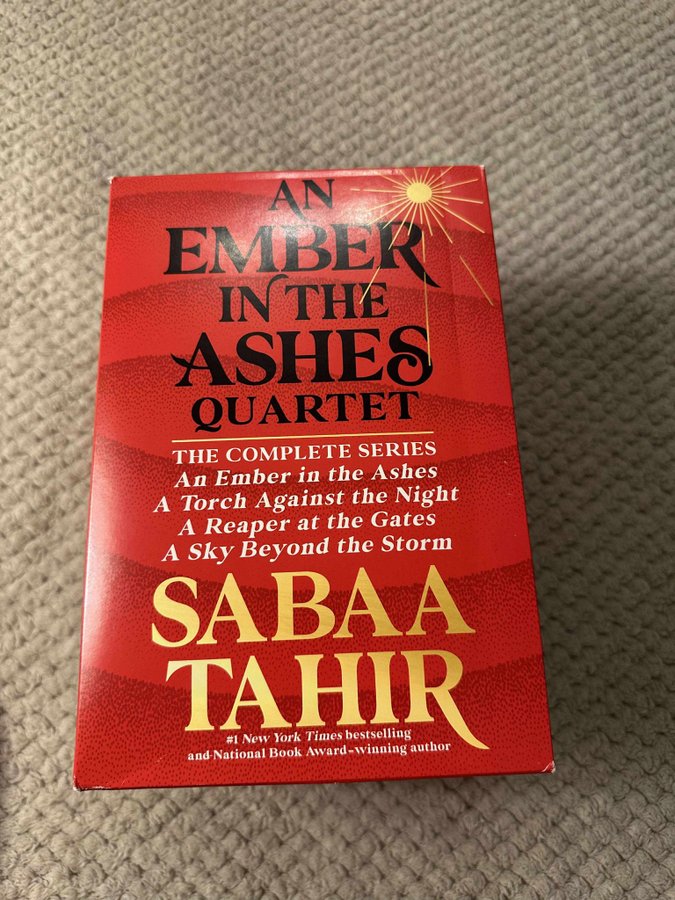 AN
EMBER
IN THE
ASHES
QUARTET
THE COMPLETE SERIES
An Ember in the Ashes
A Torch Against the Night
A Reaper at the Gates
A Sky Beyond the Storm
SABAA
TAHIR
#1 New York Times bestselling
and National Book Award–winning author